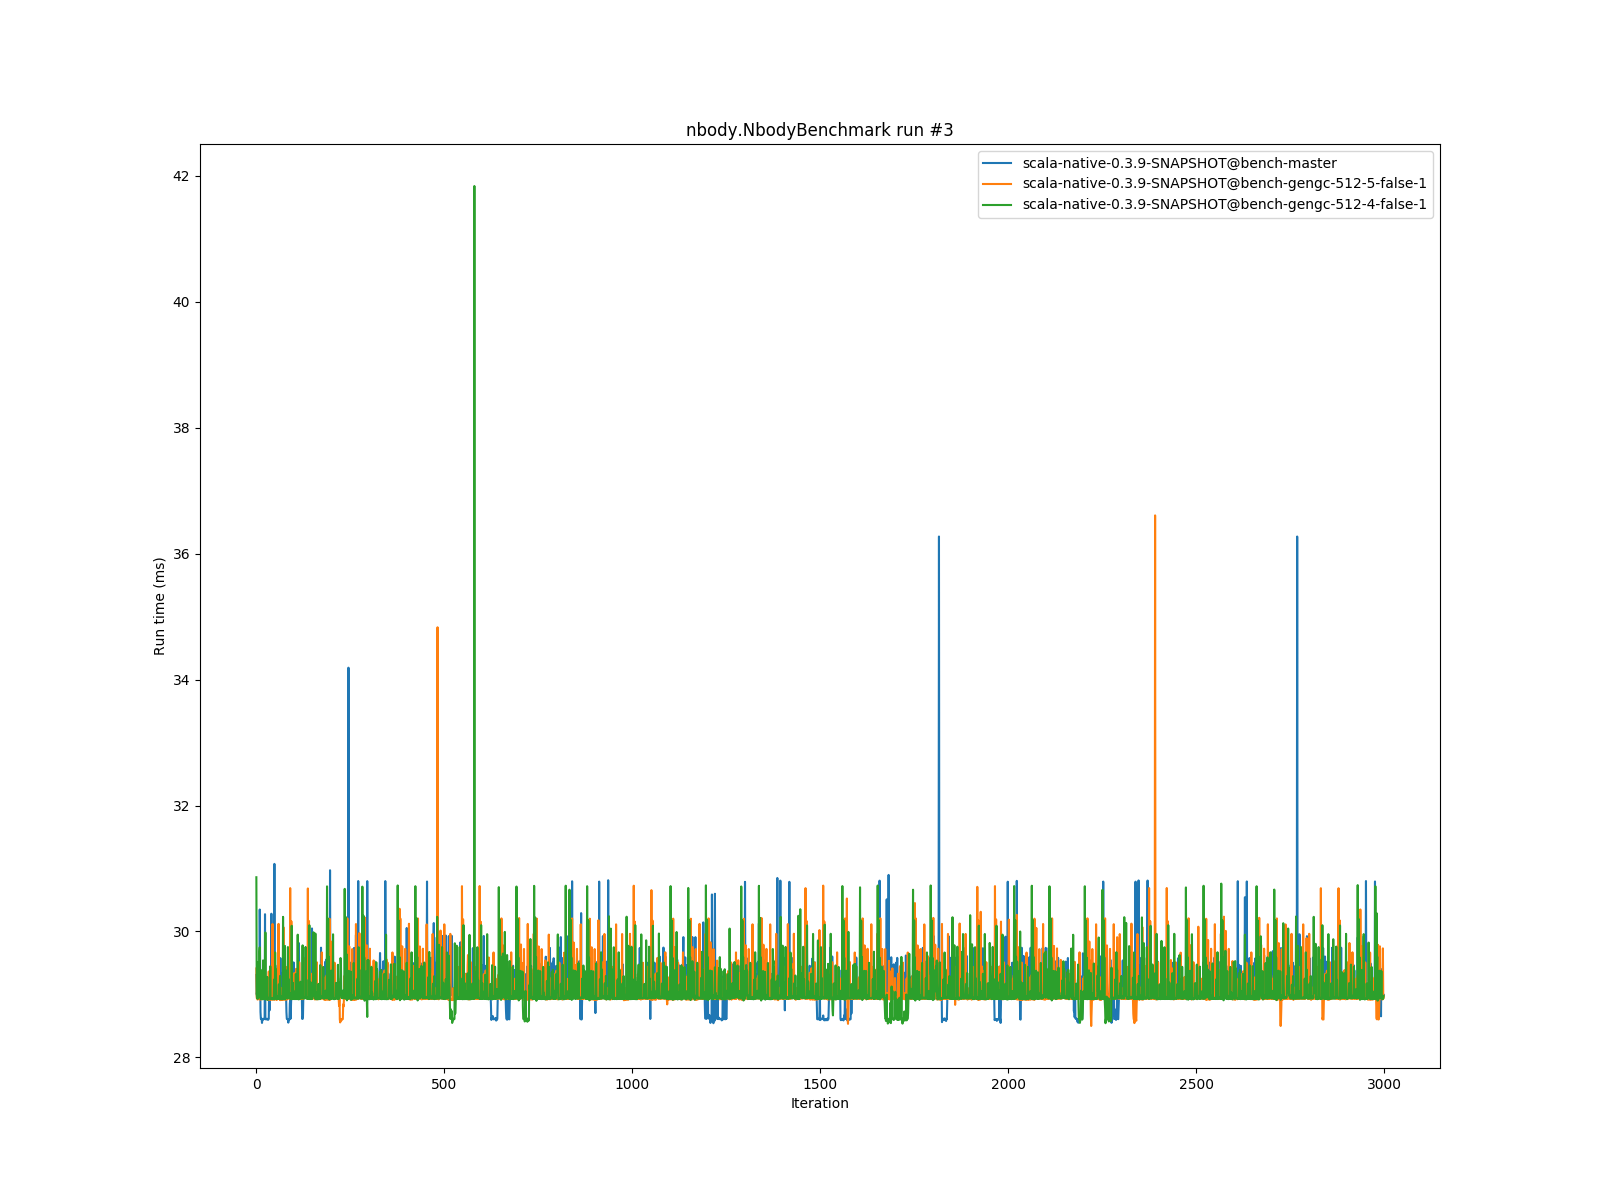 nbody.NbodyBenchmark run #3
scala-native-0.3.9-SNAPSHOT@bench-master
scala-native-0.3.9-SNAPSHOT@bench-gengc-512-5-false-1
scala-native-0.3.9-SNAPSHOT@bench-gengc-512-4-false-1
42
40
38
36
34
32
30
28
Run time (ms)
0 500 1000 1500 2000 2500 3000
Iteration